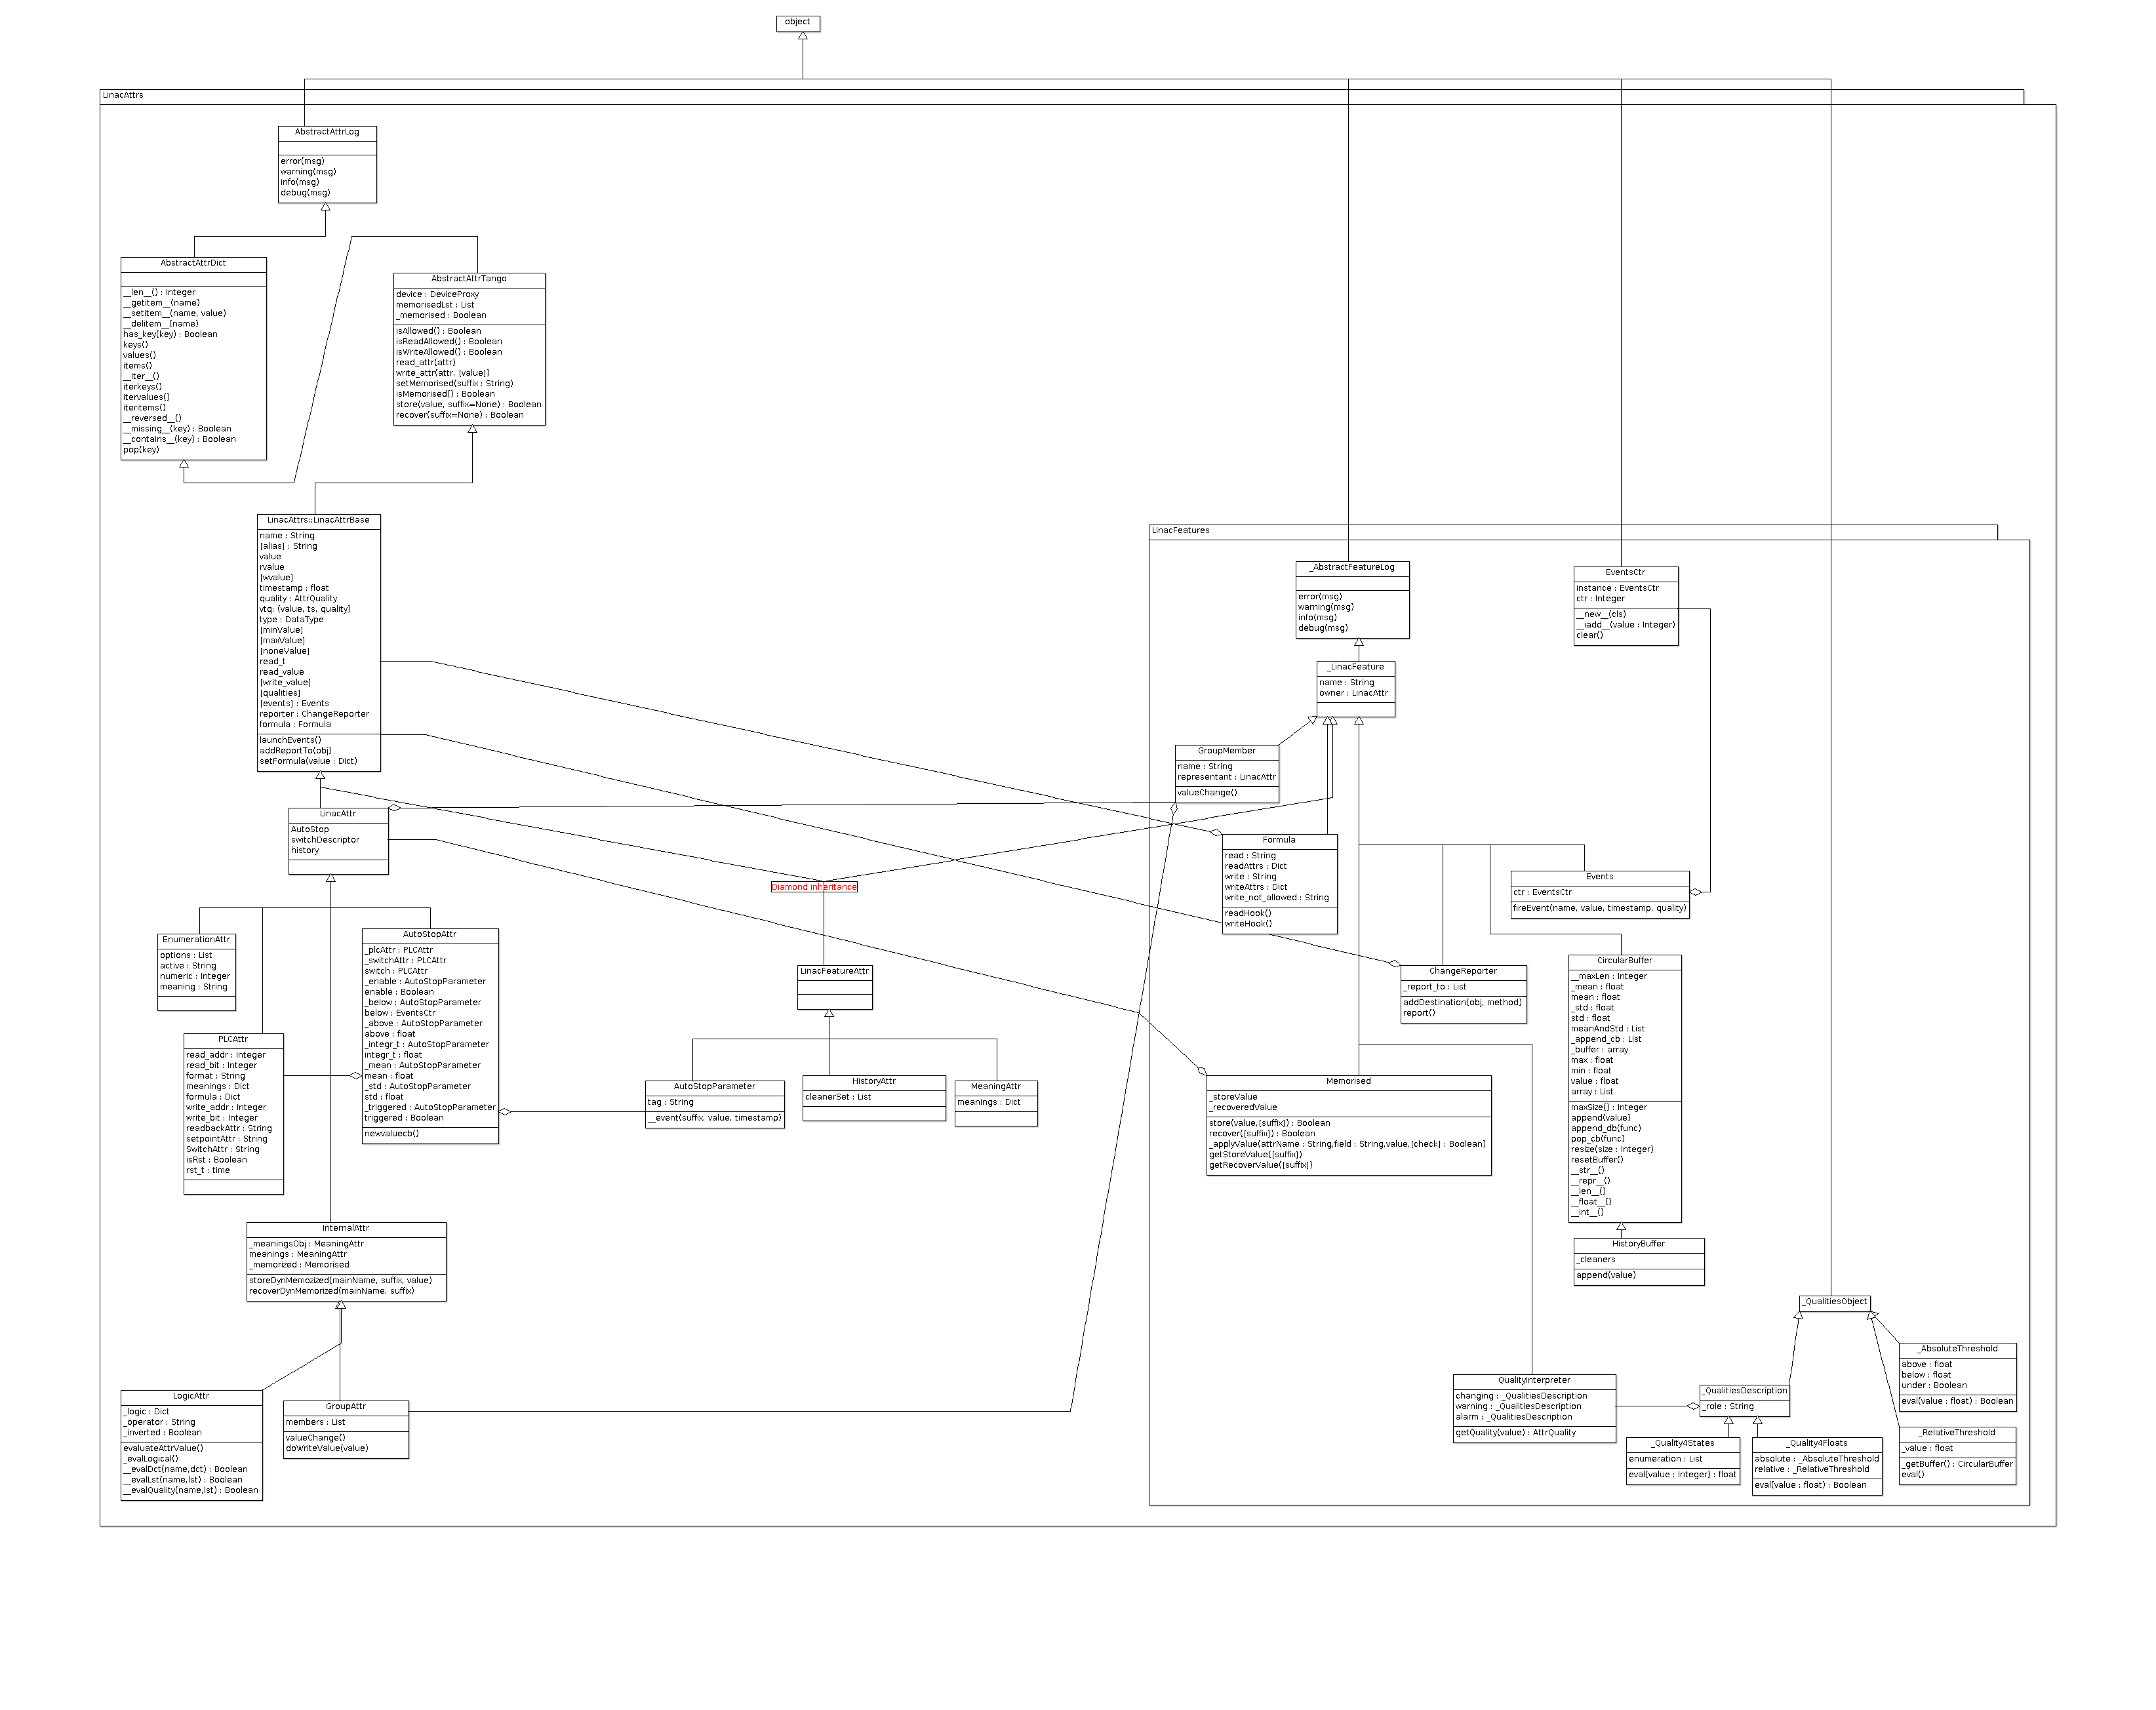 object
LinacAttrs
AbstractAttrLog
error(msg)
warning(msg)
info(msg)
debug(msg)
AbstractAttrDict
__len__() : Integer
__getitem__(name)
__setitem__(name, value)
__delitem__(name)
has_key(key) : Boolean
keys()
values()
items()
__iter__()
iterkeys()
itervalues()
iteritems()
__reversed__()
__missing__(key) : Boolean
__contains__(key) : Boolean
pop(key)
AbstractAttrTango
device : DeviceProxy
memorisedLst : List
_memorised : Boolean
isAllowed() : Boolean
isReadAllowed() : Boolean
isWriteAllowed() : Boolean
read_attr(attr)
write_attr(attr, [value])
setMemorised(suffix : String)
isMemorised() : Boolean
store(value, suffix=None) : Boolean
recover(suffix=None) : Boolean
LinacAttrs::LinacAttrBase
name : String
[alias] : String
value
rvalue
[wvalue]
timestamp : float
quality : AttrQuality
vtq: (value, ts, quality)
type : DataType
[minValue]
[maxValue]
[noneValue]
read_t
read_value
[write_value]
[qualities]
[events] : Events
reporter : ChangeReporter
formula : Formula
launchEvents()
addReportTo(obj)
setFormula(value : Dict)
LinacAttr
AutoStop
switchDescriptor
history
EnumerationAttr
options : List
active : String
numeric : Integer
meaning : String
PLCAttr
read_addr : Integer
read_bit : Integer
format : String
meanings : Dict
formula : Dict
write_addr : Integer
write_bit : Integer
readbackAttr : String
setpointAttr : String
SwitchAttr : String
isRst : Boolean
rst_t : time
AutoStopAttr
_plcAttr : PLCAttr
_switchAttr : PLCAttr
switch : PLCAttr
_enable : AutoStopParameter
enable : Boolean
_below : AutoStopParameter
below : EventsCtr
_above : AutoStopParameter
above : float
_integr_t : AutoStopParameter
integr_t : float
_mean : AutoStopParameter
mean : float
_std : AutoStopParameter
std : float
_triggered : AutoStopParameter
triggered : Boolean
newvaluecb()
Diamond inheritance
LinacFeatureAttr
AutoStopParameter
tag : String
__event(suffix, value, timestamp)
HistoryAttr
cleanerSet : List
MeaningAttr
meanings : Dict
InternalAttr
_meaningsObj : MeaningAttr
meanings : MeaningAttr
_memorized : Memorised
storeDynMemozized(mainName, suffix, value)
recoverDynMemorized(mainName, suffix)
LogicAttr
_logic : Dict
_operator : String
_inverted : Boolean
evaluateAttrValue()
_evalLogical()
__evalDct(name,dct) : Boolean
__evalLst(name,lst) : Boolean
__evalQuality(name,lst) : Boolean
GroupAttr
members : List
valueChange()
doWriteValue(value)
LinacFeatures
_AbstractFeatureLog
error(msg)
warning(msg)
info(msg)
debug(msg)
EventsCtr
instance : EventsCtr
ctr : Integer
__new__(cls)
__iadd__(value : Integer)
clear()
_LinacFeature
name : String
owner : LinacAttr
GroupMember
name : String
representant : LinacAttr
valueChange()
Formula
read : String
readAttrs : Dict
write : String
writeAttrs : Dict
write_not_allowed : String
readHook()
writeHook()
Events
ctr : EventsCtr
fireEvent(name, value, timestamp, quality)
ChangeReporter
_report_to : List
addDestination(obj, method)
report()
CircularBuffer
__maxLen : Integer
_mean : float
mean : float
_std : float
std : float
meanAndStd : List
_append_cb : List
_buffer : array
max : float
min : float
value : float
array : List
maxSize() : Integer
append(value)
append_db(func)
pop_cb(func)
resize(size : Integer)
resetBuffer()
__str__()
__repr__()
__len__()
__float__()
__int__()
Memorised
_storeValue
_recoveredValue
store(value,[suffix]) : Boolean
recover([suffix]) : Boolean
_applyValue(attrName : String,field : String,value,[check] : Boolean)
getStoreValue([suffix])
getRecoverValue([suffix])
HistoryBuffer
_cleaners
append(value)
_QualitiesObject
_AbsoluteThreshold
above : float
below : float
under : Boolean
eval(value : float) : Boolean
QualityInterpreter
changing : _QualitiesDescription
warning : _QualitiesDescription
alarm : _QualitiesDescription
getQuality(value) : AttrQuality
_QualitiesDescription
_role : String
_RelativeThreshold
_value : float
_getBuffer() : CircularBuffer
eval()
_Quality4States
enumeration : List
eval(value : Integer) : float
_Quality4Floats
absolute : _AbsoluteThreshold
relative : _RelativeThreshold
eval(value : float) : Boolean